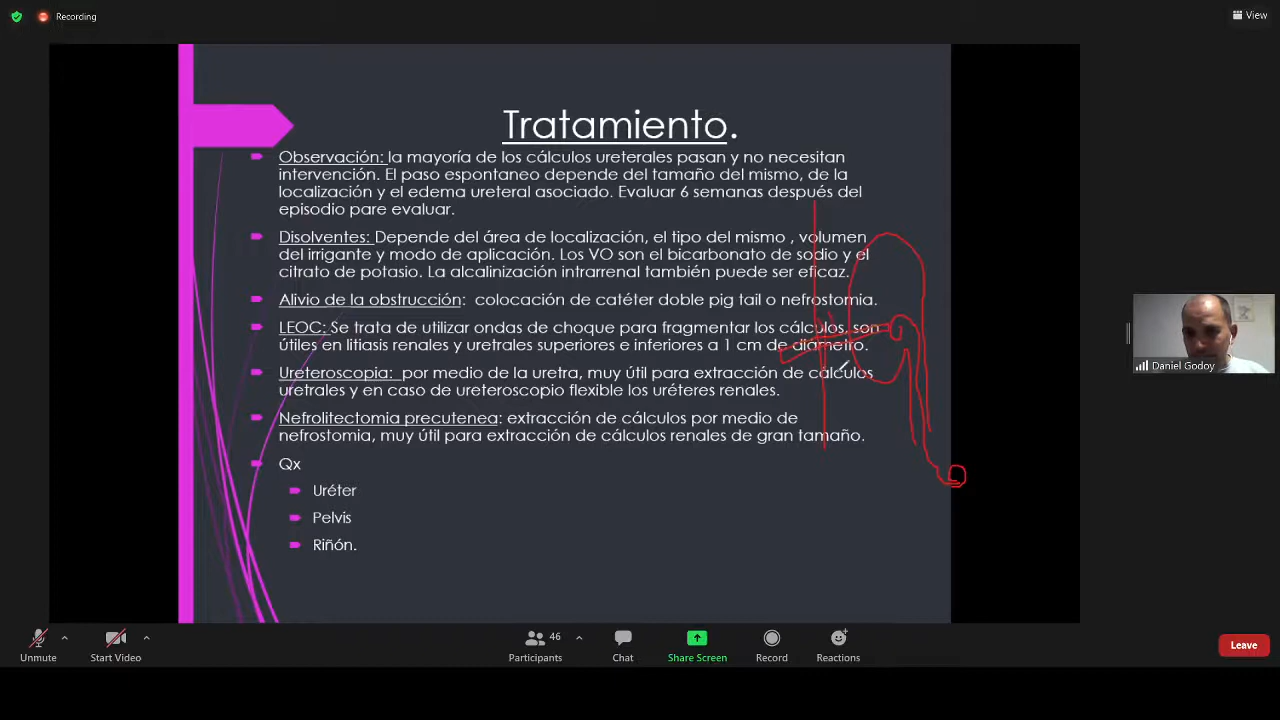 Recording
View
Tratamiento.
Observación: la mayoría de los cálculos ureterales pasan y no necesitan
intervención. El paso espontaneo depende del tamaño del mismo, de la
localización y el edema ureteral asociado. Evaluar 6 semanas después del
episodio pare evaluar.
Disolventes: Depende del área de localización, el tipo del mismo , volumen
del irrigante y modo de aplicación. Los VO son el bicarbonato de sodio y el
citrato de potasio. La alcalinización intrarrenal también puede ser eficaz.
Alivio de la obstrucción: colocación de catéter doble pig tail o nefrostomia.
LEOC: Se trata de utilizar ondas de choque para fragmentar los cálculos, son
útiles en litiasis renales y uretrales superiores e inferiores a 1 cm de diámetro.
Ureteroscopia: por medio de la uretra, muy útil para extracción de cálculos
uretrales y en caso de ureteroscopio flexible los uréteres renales.
Nefrolitectomia precutenea: extracción de cálculos por medio de
nefrostomia, muy útil para extracción de cálculos renales de gran tamaño.
Qx
Uréter
Pelvis
Riñón.
Daniel Godoy
Unmute
Start Video
46
Participants
Chat
Share Screen
Record
Reactions
Leave